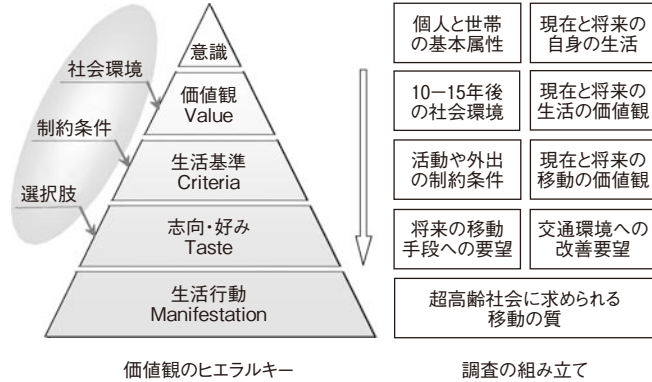 意識
価値観
Value
生活基準
Criteria
志向・好み
Taste
生活行動
Manifestation
社会環境
制約条件
選択肢
価値観のヒエラルキー
個人と世帯
の基本属性
現在と将来の
自身の生活
10－15年後
の社会環境
現在と将来の
生活の価値観
活動や外出
の制約条件
現在と将来の
移動の価値観
将来の移動
手段への要望
交通環境への
改善要望
超高齢社会に求められる
移動の質
調査の組み立て